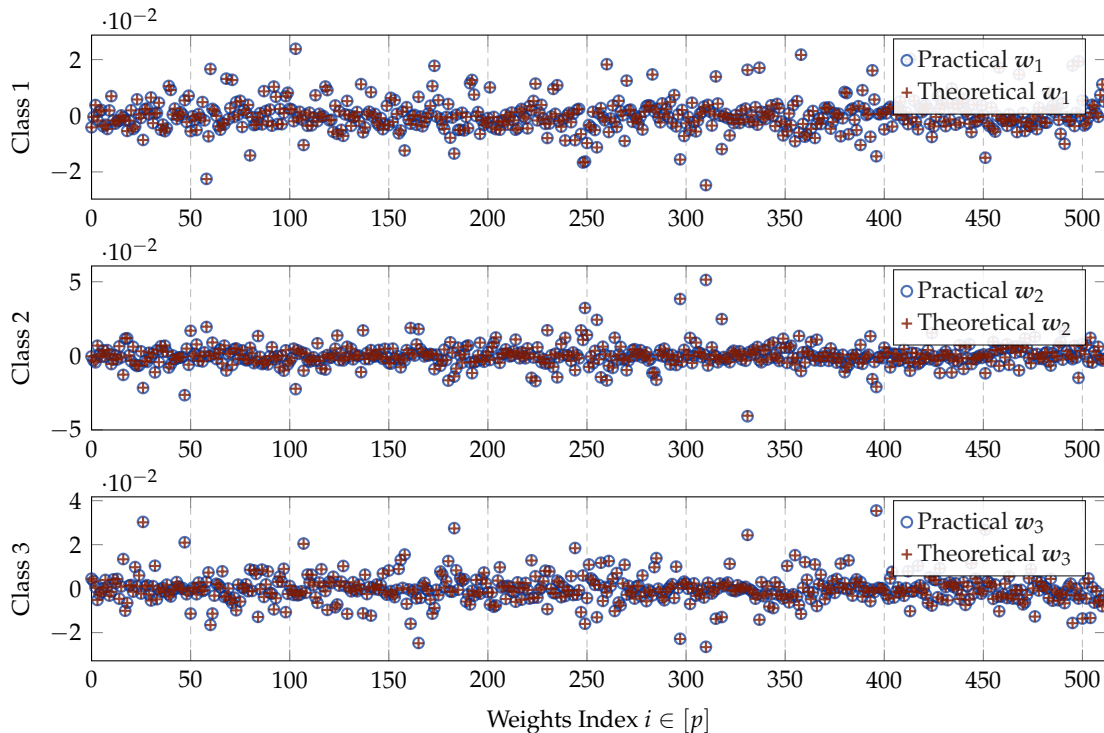 ·10−2
Class 1
2
0
−2
Practical w1
Theoretical w1
0 50 100 150 200 250 300 350 400 450 500
·10−2
Class 2
5
0
−5
Practical w2
Theoretical w2
0 50 100 150 200 250 300 350 400 450 500
·10−2
Class 3
4
2
0
−2
Practical w3
Theoretical w3
0 50 100 150 200 250 300 350 400 450 500
Weights Index i ∈ [p]